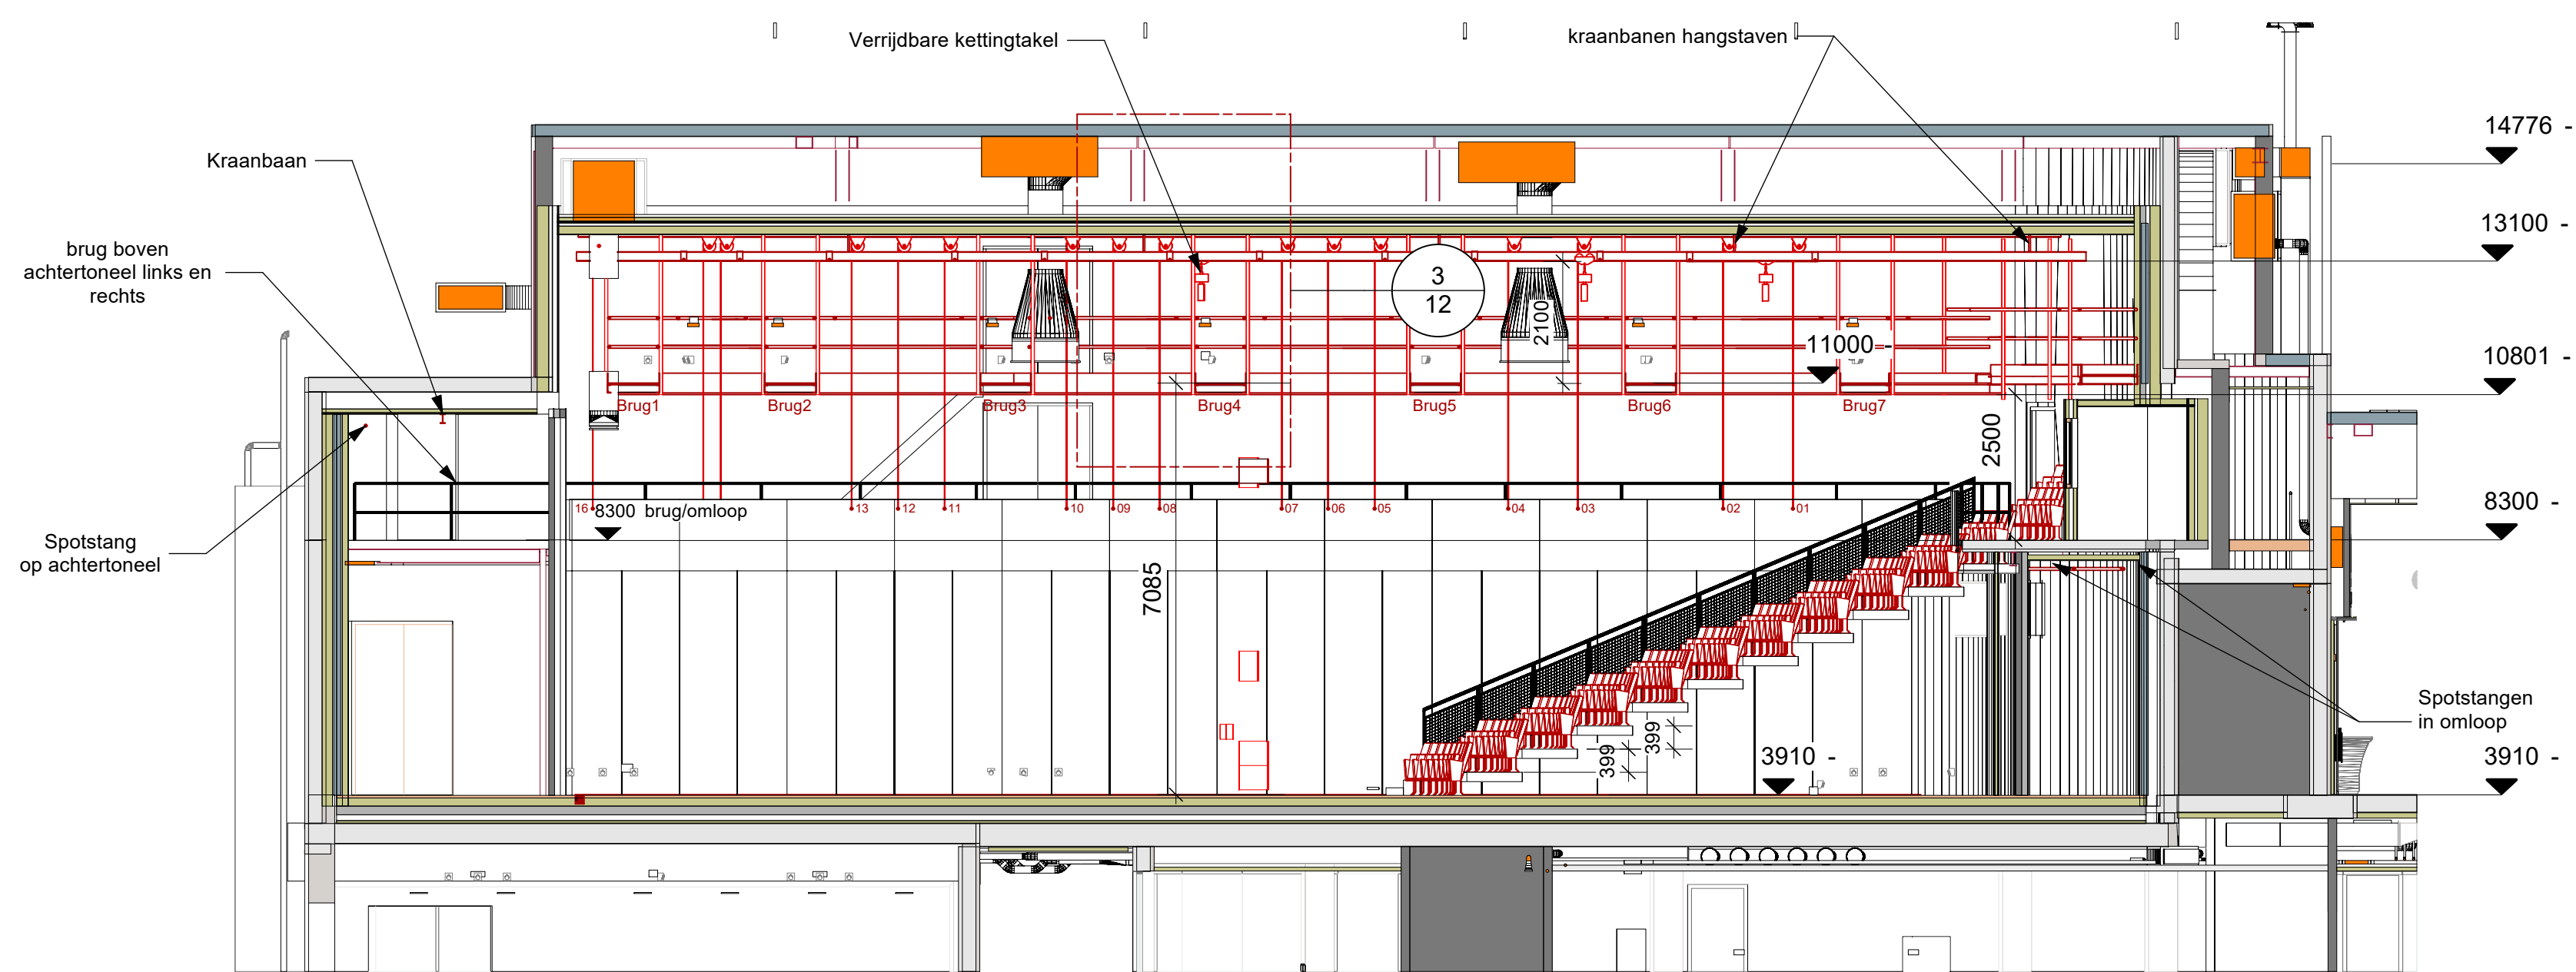 Verrijdbare kettingtakel
kraanbanen hangstaven
14776 -
Kraanbaan
13100 -
brug boven
achtertoneel links en
rechts
3
12
2100
11000 -
10801 -
Brug1
Brug2
Brug3
Brug4
Brug5
Brug6
Brug7
2500
16
8300 brug/omloop
13
12
11
10
09
08
07
06
05
04
03
02
01
8300 -
Spotstang
op achtertoneel
7085
Spotstangen
in omloop
399
399
3910 -
3910 -